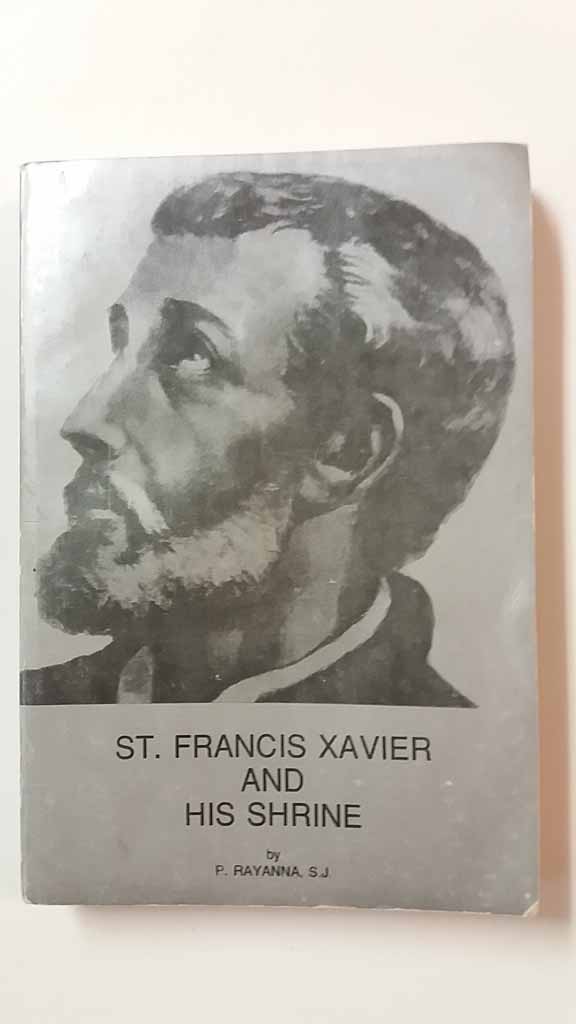 ST. FRANCIS XAVIER
AND
HIS SHRINE
by
P. RAYANNA, S.J.